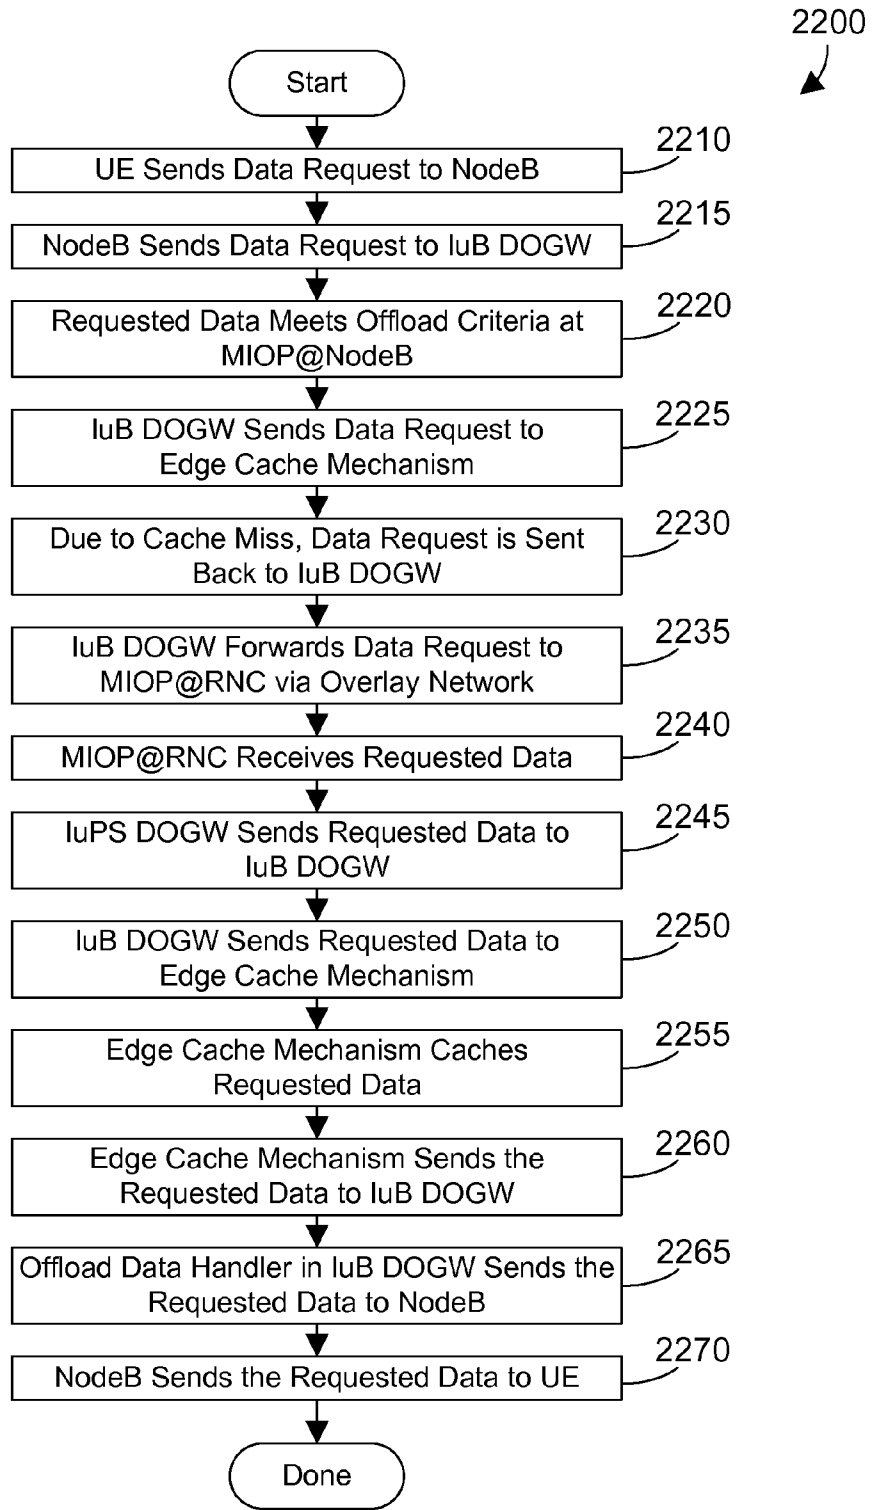 2200
Start
2210
UE Sends Data Request to NodeB
2215
NodeB Sends Data Request to IuB DOGW
2220
Requested Data Meets Offload Criteria at
MIOP@NodeB
2225
IuB DOGW Sends Data Request to
Edge Cache Mechanism
2230
Due to Cache Miss, Data Request is Sent
Back to IuB DOGW
2235
IuB DOGW Forwards Data Request to
MIOP@RNC via Overlay Network
2240
MIOP@RNC Receives Requested Data
2245
IuPS DOGW Sends Requested Data to
IuB DOGW
2250
IuB DOGW Sends Requested Data to
Edge Cache Mechanism
2255
Edge Cache Mechanism Caches
Requested Data
2260
Edge Cache Mechanism Sends the
Requested Data to IuB DOGW
2265
Offload Data Handler in IuB DOGW Sends the
Requested Data to NodeB
2270
NodeB Sends the Requested Data to UE
Done